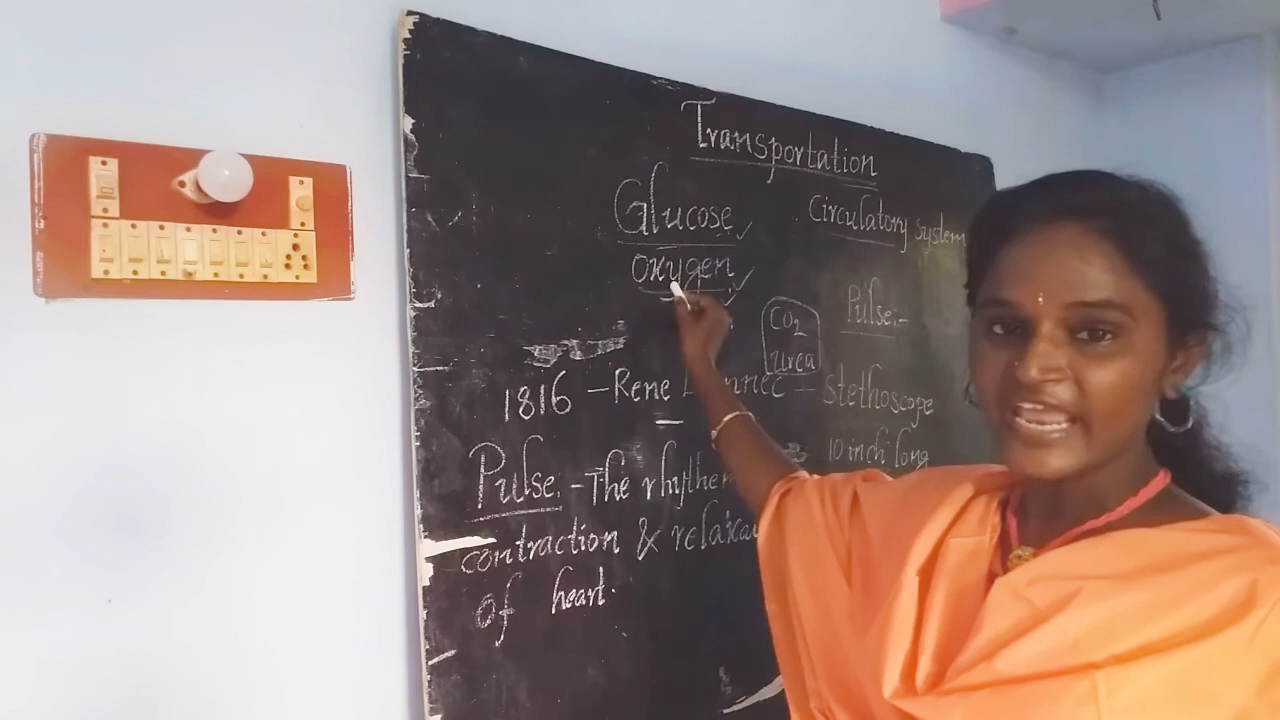 Transportation
Glucose
Oxygen
Circulatory System
Pulse:-
CO2
Urea
1816 - Rene - Stethoscope
10 inch long
Pulse. - The
contraction &
of heart.